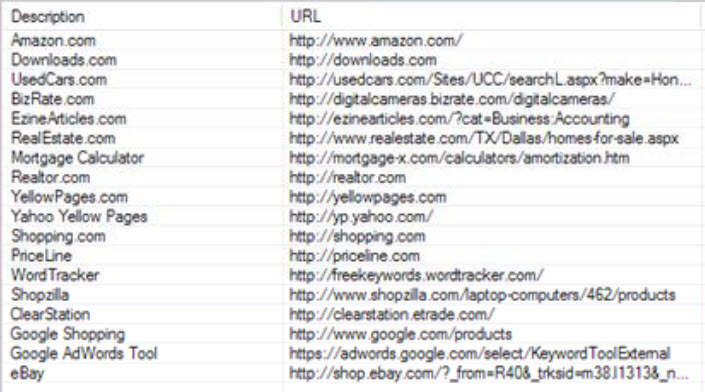 Description URL
Amazon.com http://www.amazon.com/
Downloads.com http://downloads.com
UsedCars.com http://usedcars.com/Sites/UCC/searchL.aspx?make=Hon...
BizRate.com http://digitalcameras.bizrate.com/digitalcameras/
EzineArticles.com http://ezinearticles.com/?cat=Business:Accounting
RealEstate.com http://www.realestate.com/TX/Dallas/homes-for-sale.aspx
Mortgage Calculator http://mortgage-x.com/calculators/amortization.htm
Realtor.com http://realtor.com
YellowPages.com http://yellowpages.com
Yahoo Yellow Pages http://yp.yahoo.com/
Shopping.com http://shopping.com
PriceLine http://priceline.com
WordTracker http://freekeywords.wordtracker.com/
Shopzilla http://www.shopzilla.com/laptop-computers/462/products
ClearStation http://clearstation.etrade.com/
Google Shopping http://www.google.com/products
Google AdWords Tool https://adwords.google.com/select/KeywordToolExternal
eBay http://shop.ebay.com/?_from=R40&_trksid=m38.l1313&_n...